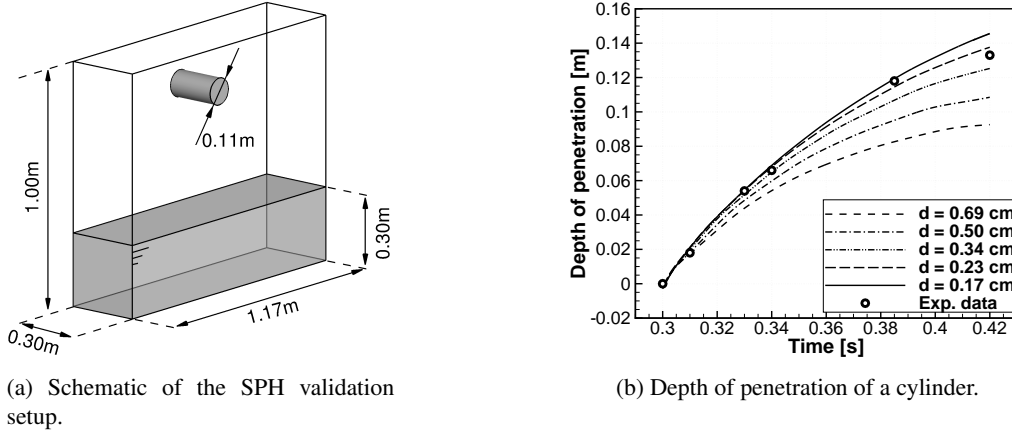 0.11m
1.00m
0.30m
0.30m
1.17m
(a) Schematic of the SPH validation
setup.
Depth of penetration [m]
0.16
0.14
0.12
0.1
0.08
0.06
0.04
0.02
0
-0.02
0.3
0.32
0.34
0.36
0.38
0.4
0.42
Time [s]
d = 0.69 cm
d = 0.50 cm
d = 0.34 cm
d = 0.23 cm
d = 0.17 cm
Exp. data
(b) Depth of penetration of a cylinder.